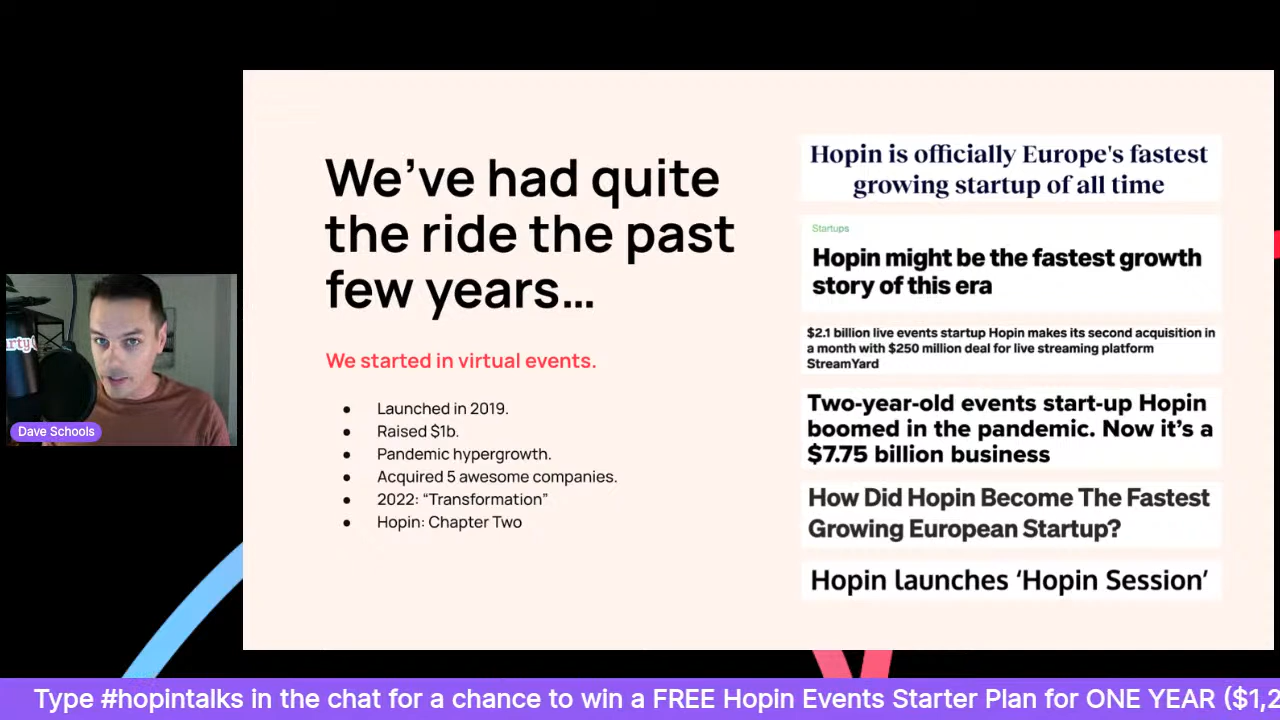 We've had quite
the ride the past
few years...
We started in virtual events.
● Launched in 2019.
● Raised $1b.
● Pandemic hypergrowth.
● Acquired 5 awesome companies.
● 2022: “Transformation”
● Hopin: Chapter Two
Hopin is officially Europe's fastest
growing startup of all time
Startups
Hopin might be the fastest growth
story of this era
$2.1 billion live events startup Hopin makes its second acquisition in
a month with $250 million deal for live streaming platform
StreamYard
Two-year-old events start-up Hopin
boomed in the pandemic. Now it's a
$7.75 billion business
How Did Hopin Become The Fastest
Growing European Startup?
Hopin launches ‘Hopin Session’
Dave Schools
Type #hopintalks in the chat for a chance to win a FREE Hopin Events Starter Plan for ONE YEAR ($1,2